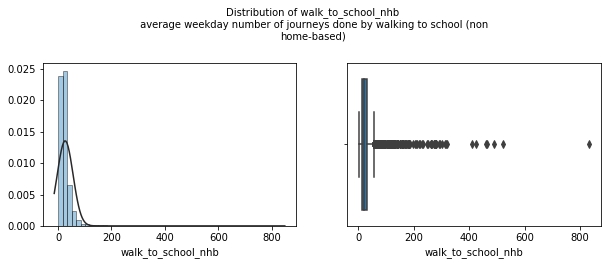 Distribution of walk_to_school_nhb
average weekday number of journeys done by walking to school (non
home-based)
0.025
0.020
0.015
0.010
0.005
0.000
0 200 400 600 800
walk_to_school_nhb
0 200 400 600 800
walk_to_school_nhb